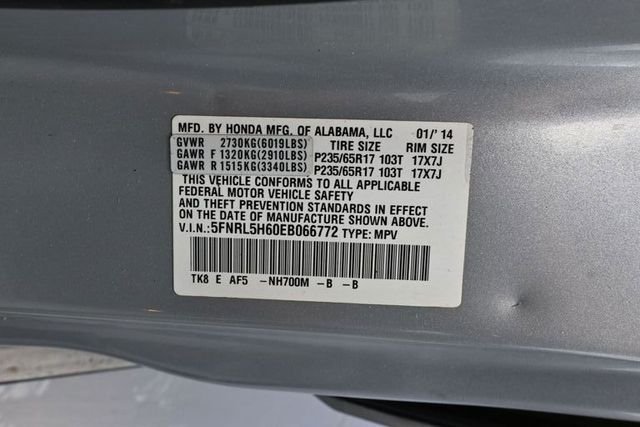 MFD. BY HONDA MFG. OF ALABAMA, LLC 01/'14
GVWR 2730KG(6019LBS) TIRE SIZE RIM SIZE
GAWR F 1320KG(2910LBS) P235/65R17 103T 17X7J
GAWR R 1515KG(3340LBS) P235/65R17 103T 17X7J
THIS VEHICLE CONFORMS TO ALL APPLICABLE
FEDERAL MOTOR VEHICLE SAFETY
AND THEFT PREVENTION STANDARDS IN EFFECT
ON THE DATE OF MANUFACTURE SHOWN ABOVE.
V.I.N.:5FNRL5H60EB066772 TYPE: MPV
TK8 E AF5 -NH700M -B -B